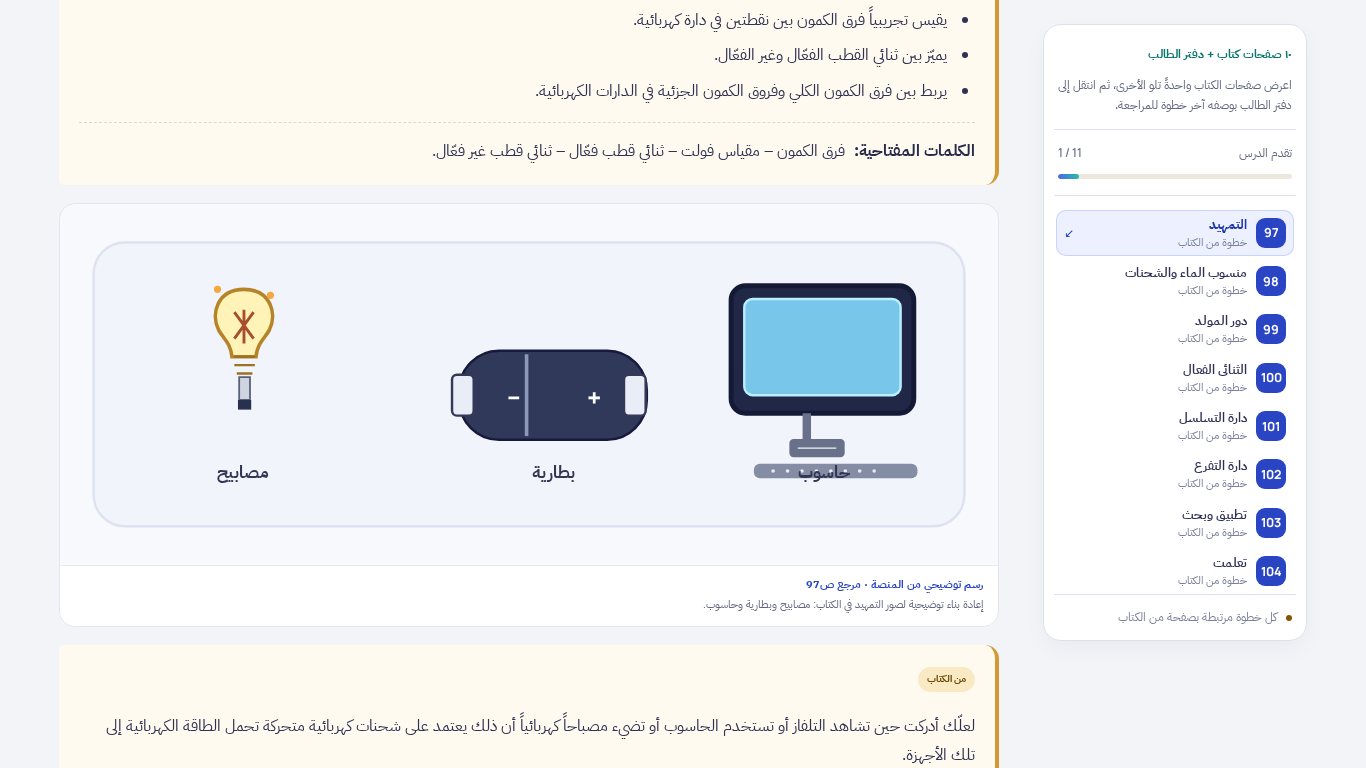 يقيس تجريبياً فرق الكمون بين نقطتين في دارة كهربائية.
يميّز بين ثنائي القطب الفعّال وغير الفعّال.
يربط بين فرق الكمون الكلي وفروق الكمون الجزئية في الدارات الكهربائية.
الكلمات المفتاحية: فرق الكمون – مقياس فولت – ثنائي قطب فعّال – ثنائي قطب غير فعّال.
حاسوب
بطارية
مصابيح
+
−
رسم توضيحي من المنصة · مرجع ص97
إعادة بناء توضيحية لصور التمهيد في الكتاب: مصابيح وبطارية وحاسوب.
من الكتاب
لعلّك أدركت حين تشاهد التلفاز أو تستخدم الحاسوب أو تضيء مصباحاً كهربائياً أن ذلك يعتمد على شحنات كهربائية متحركة تحمل الطاقة الكهربائية إلى
تلك الأجهزة.
١٠ صفحات كتاب + دفتر الطالب
اعرض صفحات الكتاب واحدةً تلو الأخرى، ثم انتقل إلى
دفتر الطالب بوصفه آخر خطوة للمراجعة.
تقدم الدرس
1 / 11
97
التمهيد
خطوة من الكتاب
↙
98
منسوب الماء والشحنات
خطوة من الكتاب
99
دور المولد
خطوة من الكتاب
100
الثنائي الفعال
خطوة من الكتاب
101
دارة التسلسل
خطوة من الكتاب
102
دارة التفرع
خطوة من الكتاب
103
تطبيق وبحث
خطوة من الكتاب
104
تعلمت
خطوة من الكتاب
كل خطوة مرتبطة بصفحة من الكتاب